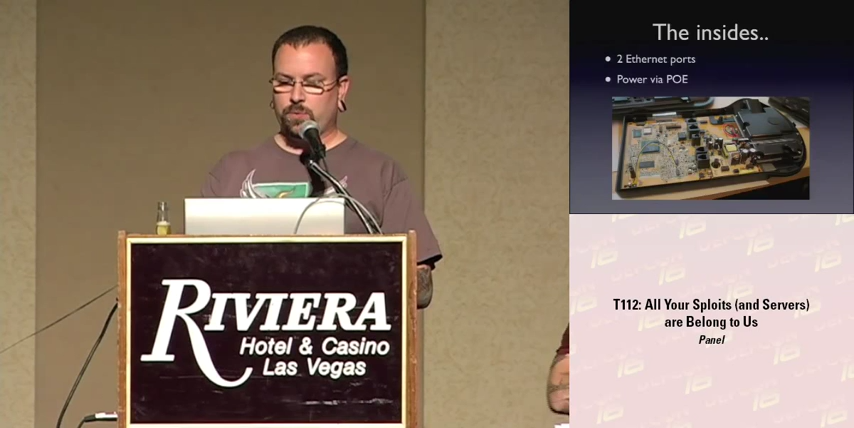 RIVIERA
Hotel & Casino
Las Vegas
The insides..
2 Ethernet ports
Power via POE
T112: All Your Sploits (and Servers)
are Belong to Us
Panel